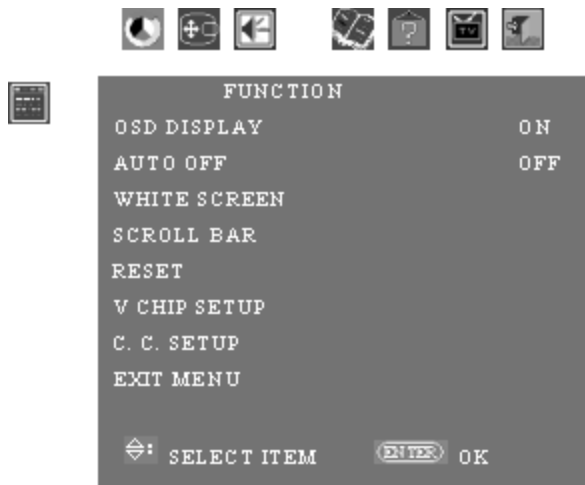 TV
FUNCTION
OSD DISPLAY ON
AUTO OFF OFF
WHITE SCREEN
SCROLL BAR
RESET
V CHIP SETUP
C. C. SETUP
EXIT MENU
: SELECT ITEM ENTER OK